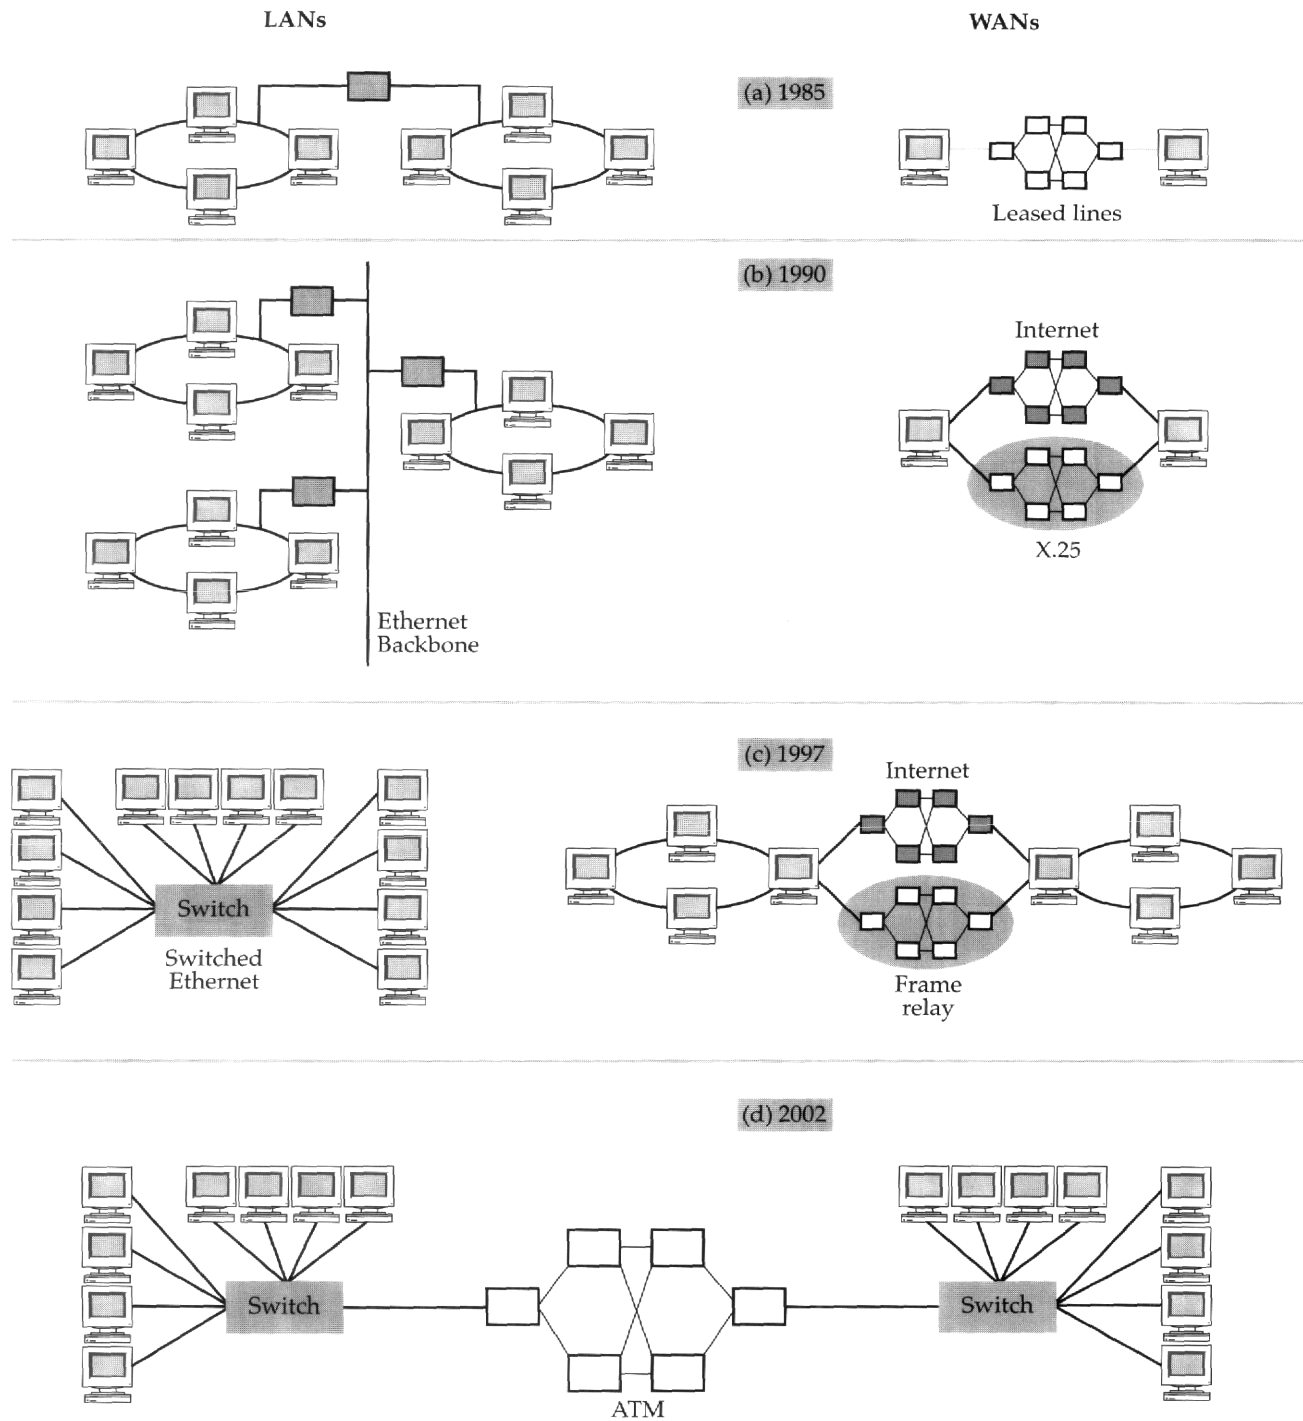 LANs
WANs
(a) 1985
Leased lines
(b) 1990
Internet
X.25
Ethernet
Backbone
(c) 1997
Internet
Switch
Switched
Ethernet
Frame
relay
(d) 2002
Switch
Switch
ATM